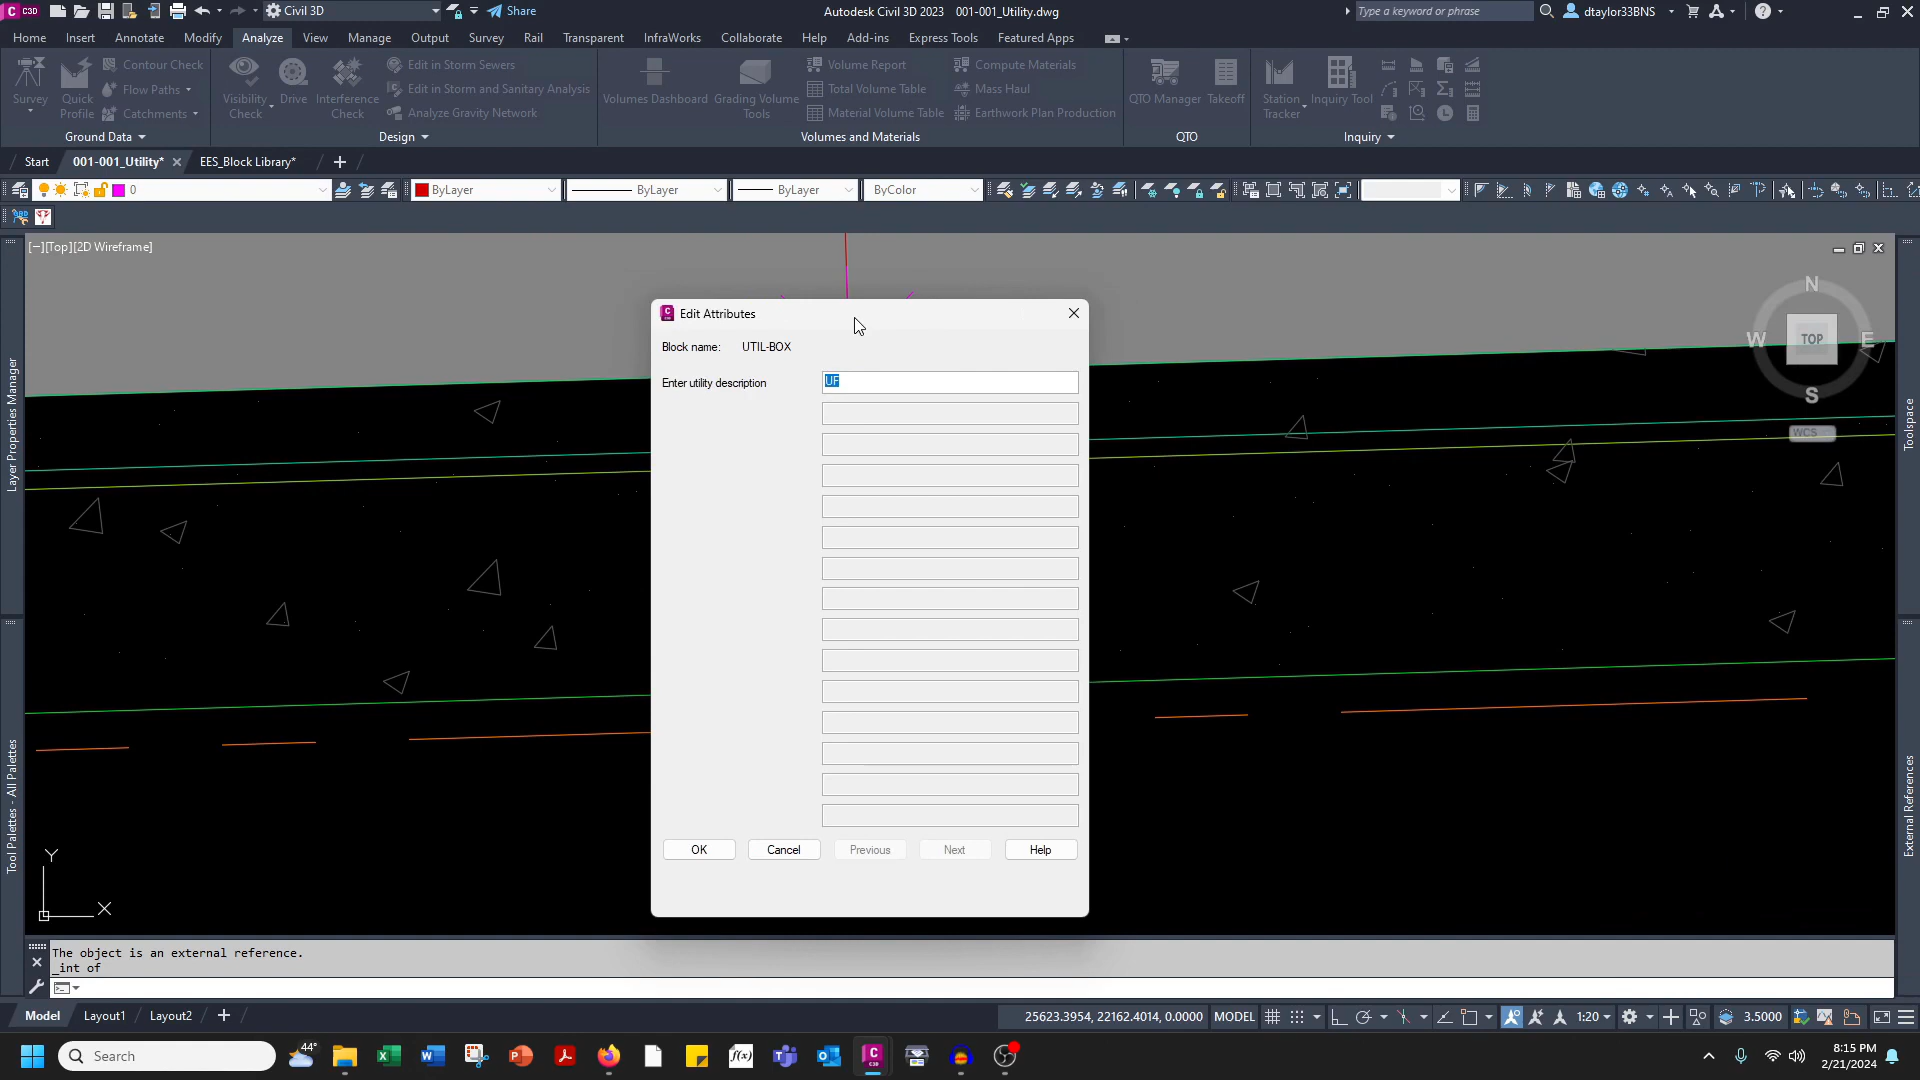 C3D Civil 3D Share Autodesk Civil 3D 2023 001-001_Utility.dwg Type a keyword or phrase dtaylor33BNS
Home Insert Annotate Modify Analyze View Manage Output Survey Rail Transparent InfraWorks Collaborate Help Add-ins Express Tools Featured Apps
Contour Check Edit in Storm Sewers Volume Report Compute Materials
Flow Paths Edit in Storm and Sanitary Analysis Total Volume Table Mass Haul
Catchments Analyze Gravity Network Material Volume Table Earthwork Plan Production
Survey Quick Profile Visibility Check Drive Interference Check Volumes Dashboard Grading Volume Tools QTO Manager Takeoff Station Tracker Inquiry Tool
Ground Data Design Volumes and Materials QTO Inquiry
Start 001-001_Utility* EES_Block Library*
0 ByLayer ByLayer ByLayer ByColor
[−][Top][2D Wireframe]
N
W TOP E
S
WCS
Layer Properties Manager
Tool Palettes - All Palettes
Toolspace
External References
Edit Attributes
Block name: UTIL-BOX
Enter utility description UF
OK Cancel Previous Next Help
Y
X
The object is an external reference.
_int of
Model Layout1 Layout2 25623.3954, 22162.4014, 0.0000 MODEL 1:20 3.5000
44° Search 8:15 PM
2/21/2024